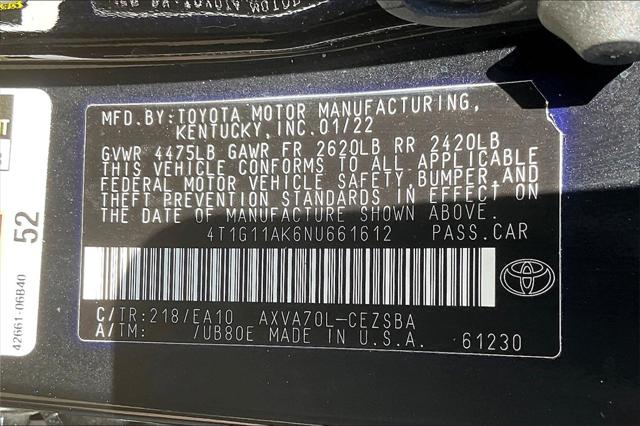 MFD.BY:TOYOTA MOTOR MANUFACTURING,
KENTUCKY,INC.01/22
GVWR 4475LB GAWR FR 2620LB RR 2420LB
THIS VEHICLE CONFORMS TO ALL APPLICABLE
FEDERAL MOTOR VEHICLE SAFETY,BUMPER,AND
THEFT PREVENTION STANDARDS IN EFFECT ON
THE DATE OF MANUFACTURE SHOWN ABOVE.
4T1G11AK6NU661612 PASS.CAR
C/TR:218/EA10 AXVA70L-CEZSBA
A/TM: /UB80E MADE IN U.S.A. 61230
52
42661-06B40